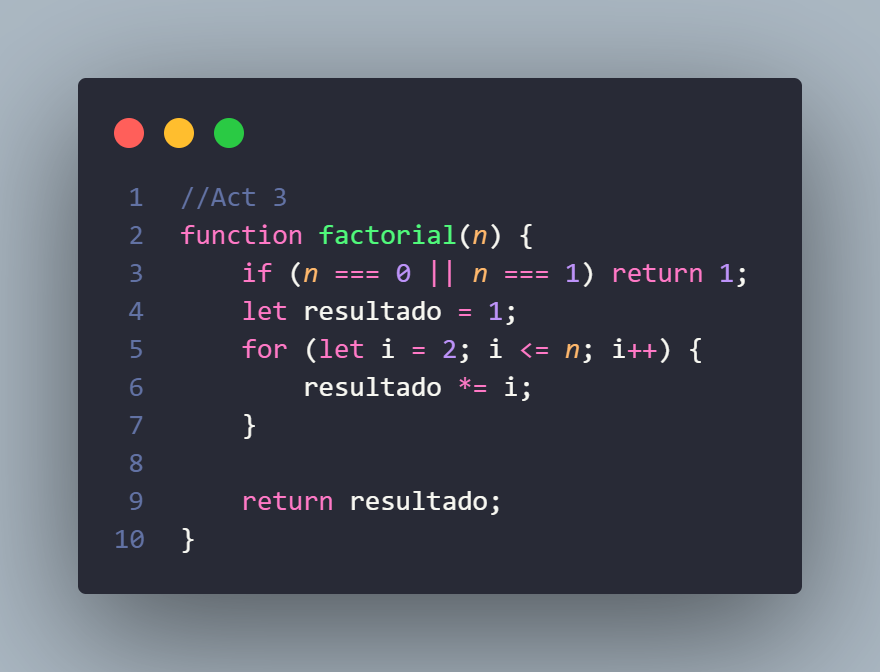 1 //Act 3
2 function factorial(n) {
3     if (n === 0 || n === 1) return 1;
4     let resultado = 1;
5     for (let i = 2; i <= n; i++) {
6         resultado *= i;
7     }
8
9     return resultado;
10 }